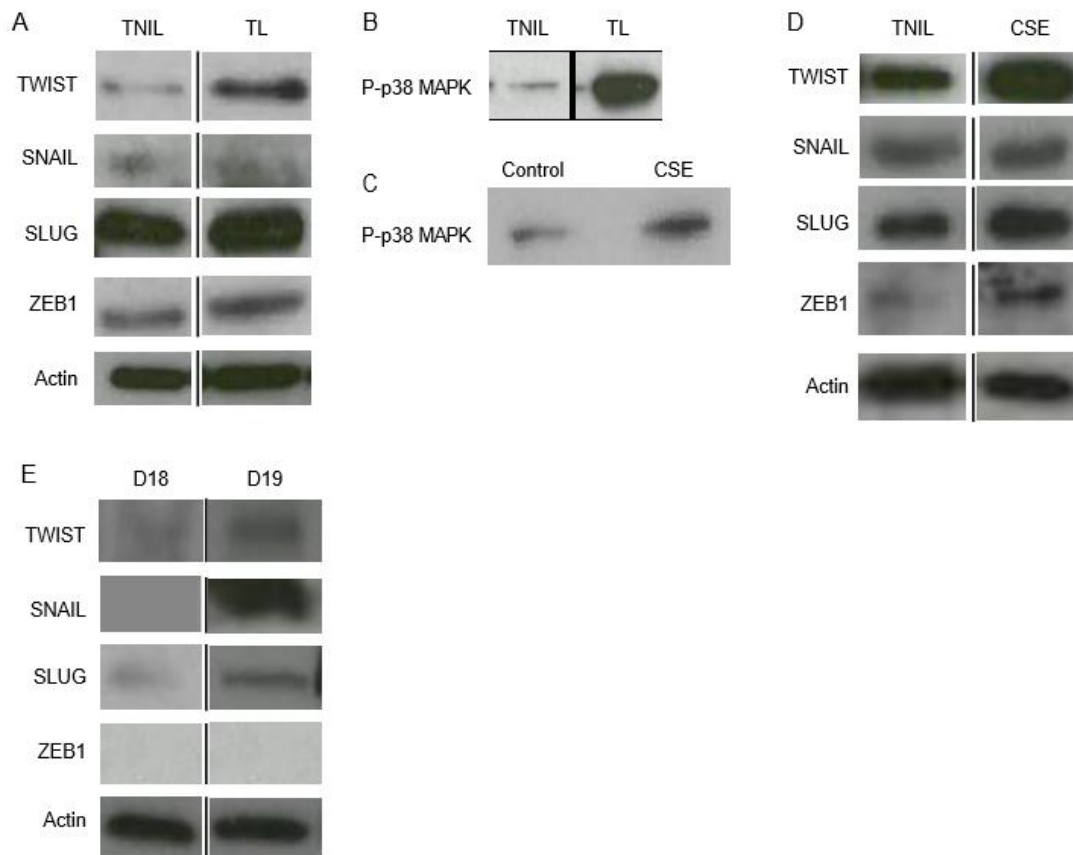 A
TNIL TL
TWIST
SNAIL
SLUG
ZEB1
Actin
B
TNIL TL
P-p38 MAPK
C
Control CSE
P-p38 MAPK
D
TNIL CSE
TWIST
SNAIL
SLUG
ZEB1
Actin
E
D18 D19
TWIST
SNAIL
SLUG
ZEB1
Actin